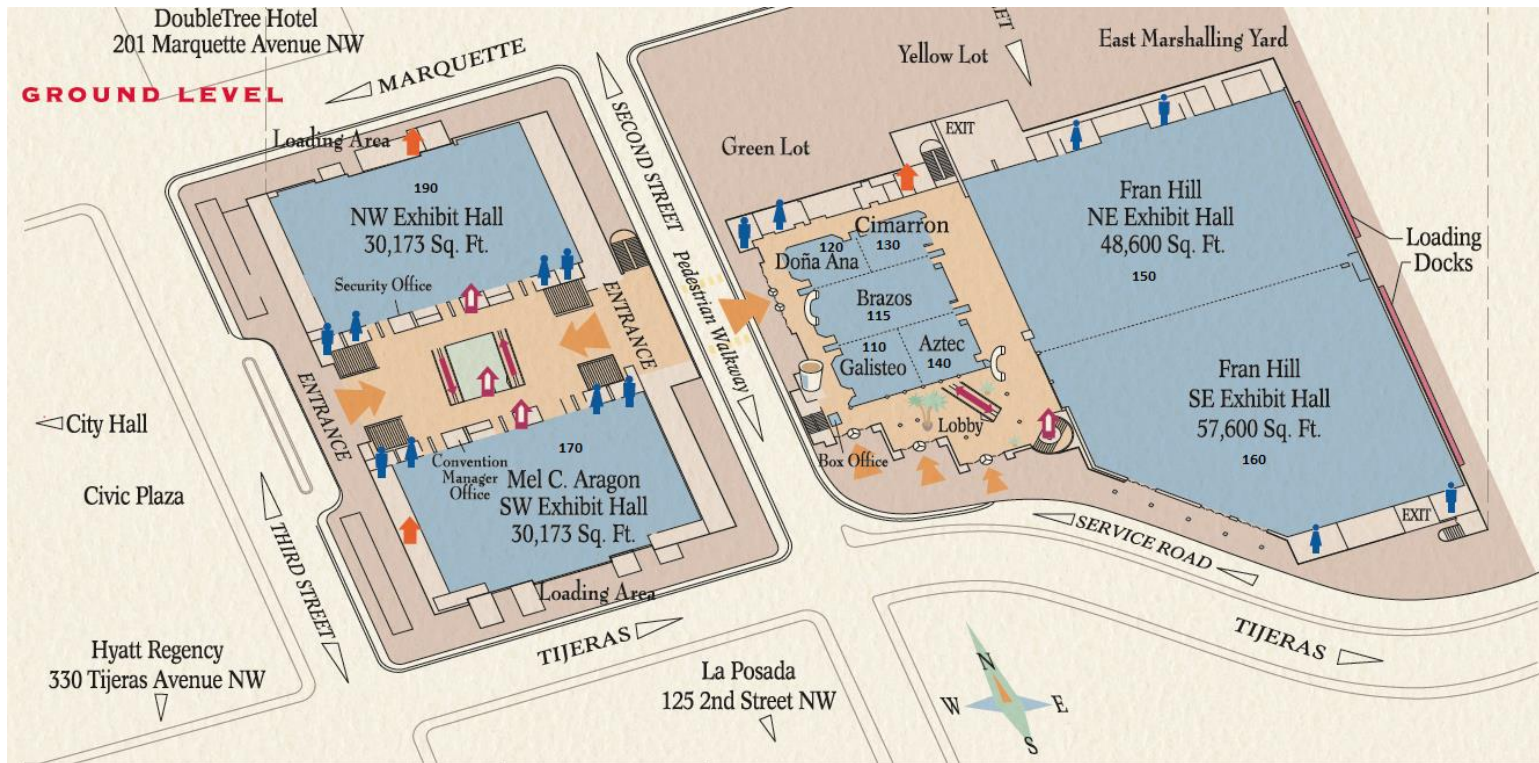 DoubleTree Hotel
201 Marquette Avenue NW
GROUND LEVEL
MARQUETTE
Loading Area
190
NW Exhibit Hall
30,173 Sq. Ft.
Security Office
ENTRANCE
ENTRANCE
City Hall
Civic Plaza
Convention
Manager
Office
170
Mel C. Aragon
SW Exhibit Hall
30,173 Sq. Ft.
Loading Area
THIRD STREET
Hyatt Regency
330 Tijeras Avenue NW
TIJERAS
La Posada
125 2nd Street NW
SECOND STREET
Pedestrian Walkway
Yellow Lot
East Marshalling Yard
Green Lot
EXIT
Cimarron
130
120
Doña Ana
Brazos
115
110
Galisteo
Aztec
140
Lobby
Box Office
Fran Hill
NE Exhibit Hall
48,600 Sq. Ft.
150
Loading
Docks
Fran Hill
SE Exhibit Hall
57,600 Sq. Ft.
160
EXIT
SERVICE ROAD
TIJERAS
N
W
E
S